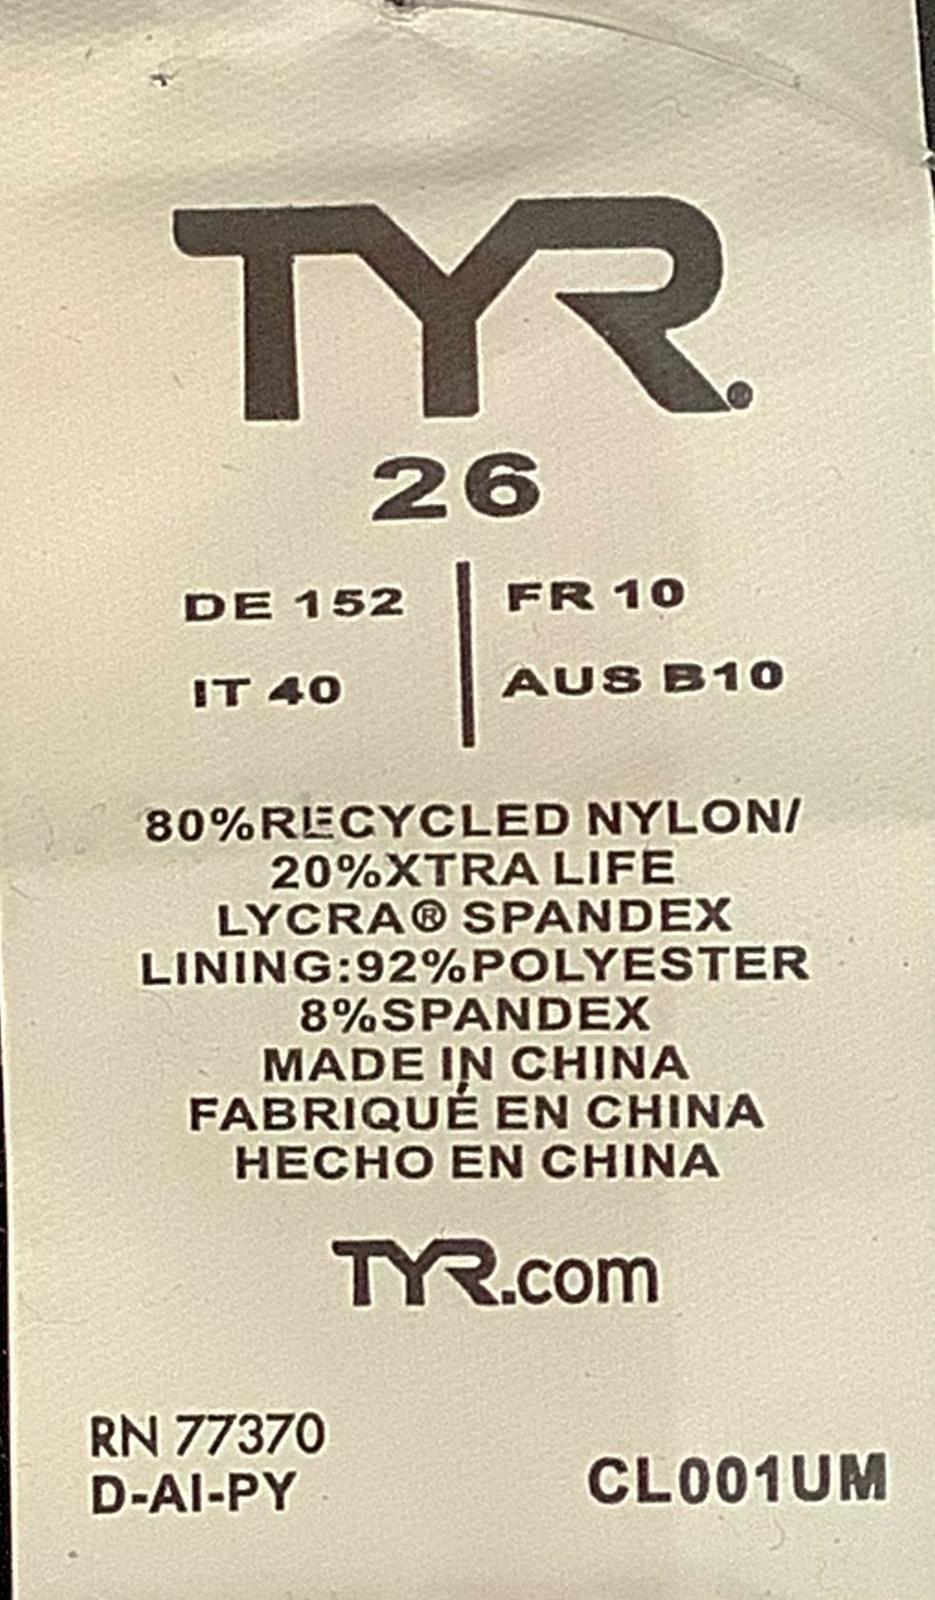 TYR.
26
DE 152 | FR 10
IT 40 | AUS B10
80%RECYCLED NYLON/
20%XTRA LIFE
LYCRA® SPANDEX
LINING:92%POLYESTER
8%SPANDEX
MADE IN CHINA
FABRIQUÉ EN CHINA
HECHO EN CHINA
TYR.com
RN 77370
D-AI-PY
CL001UM